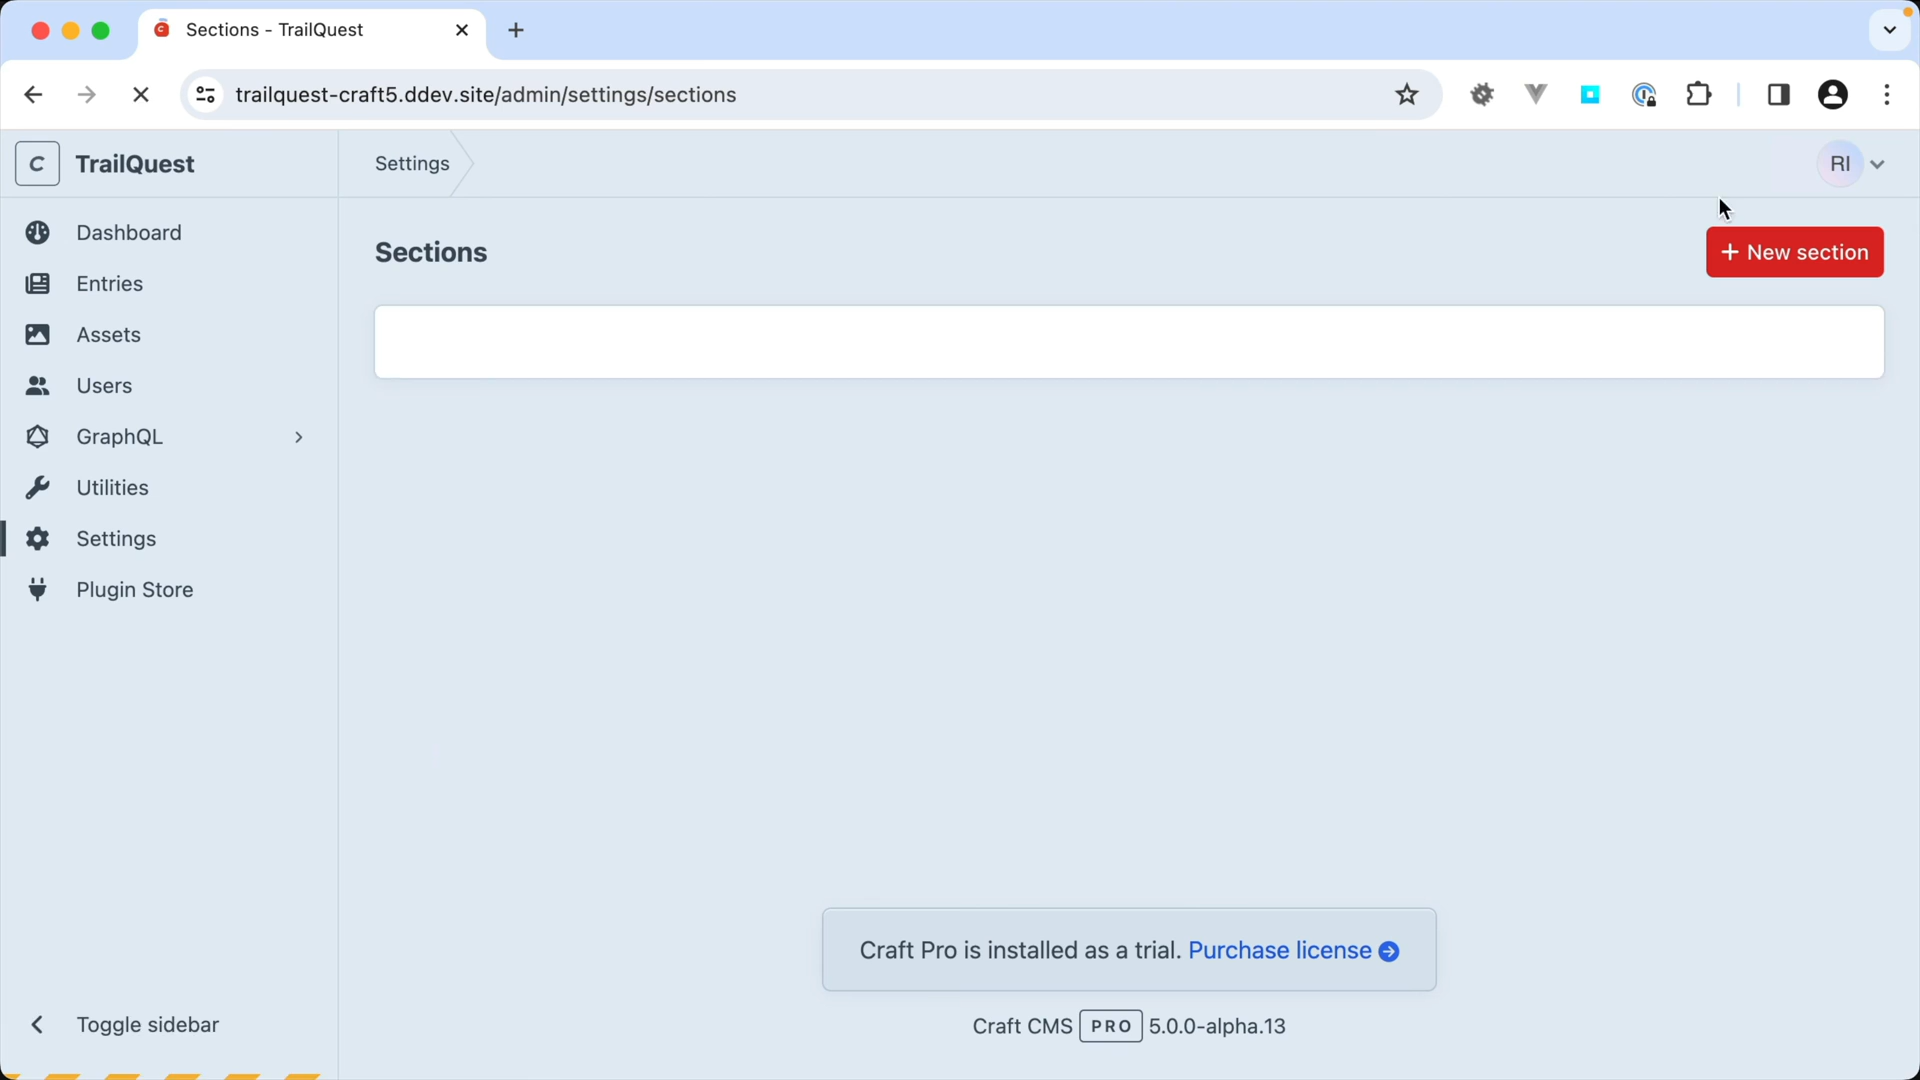 Sections - TrailQuest
trailquest-craft5.ddev.site/admin/settings/sections
C TrailQuest
Settings
RI
Dashboard
Entries
Assets
Users
GraphQL
Utilities
Settings
Plugin Store
Toggle sidebar
Sections
+ New section
Craft Pro is installed as a trial. Purchase license
Craft CMS PRO 5.0.0-alpha.13